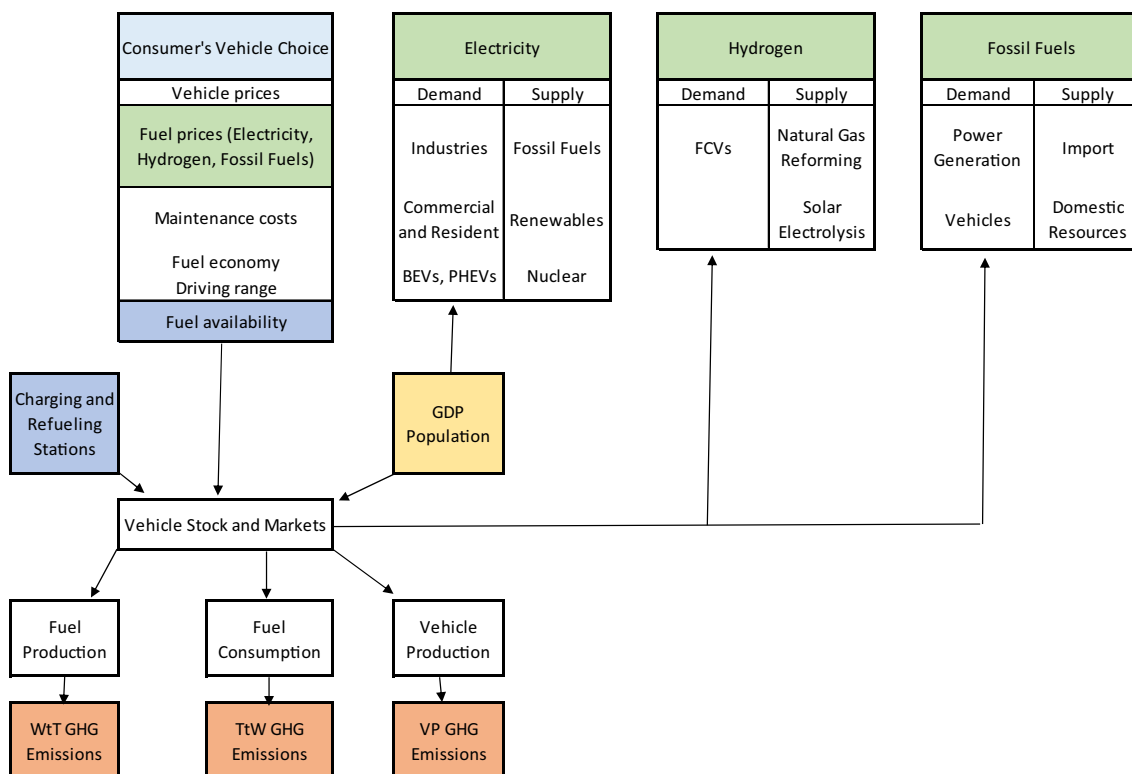 Consumer's Vehicle Choice
Vehicle prices
Fuel prices (Electricity,
Hydrogen, Fossil Fuels)
Maintenance costs
Fuel economy
Driving range
Fuel availability
Electricity
Demand
Supply
Industries
Fossil Fuels
Commercial
and Resident
Renewables
BEVs, PHEVs
Nuclear
Hydrogen
Demand
Supply
FCVs
Natural Gas
Reforming
Solar
Electrolysis
Fossil Fuels
Demand
Supply
Power
Generation
Import
Vehicles
Domestic
Resources
Charging and
Refueling
Stations
GDP
Population
Vehicle Stock and Markets
Fuel
Production
Fuel
Consumption
Vehicle
Production
WtT GHG
Emissions
TtW GHG
Emissions
VP GHG
Emissions